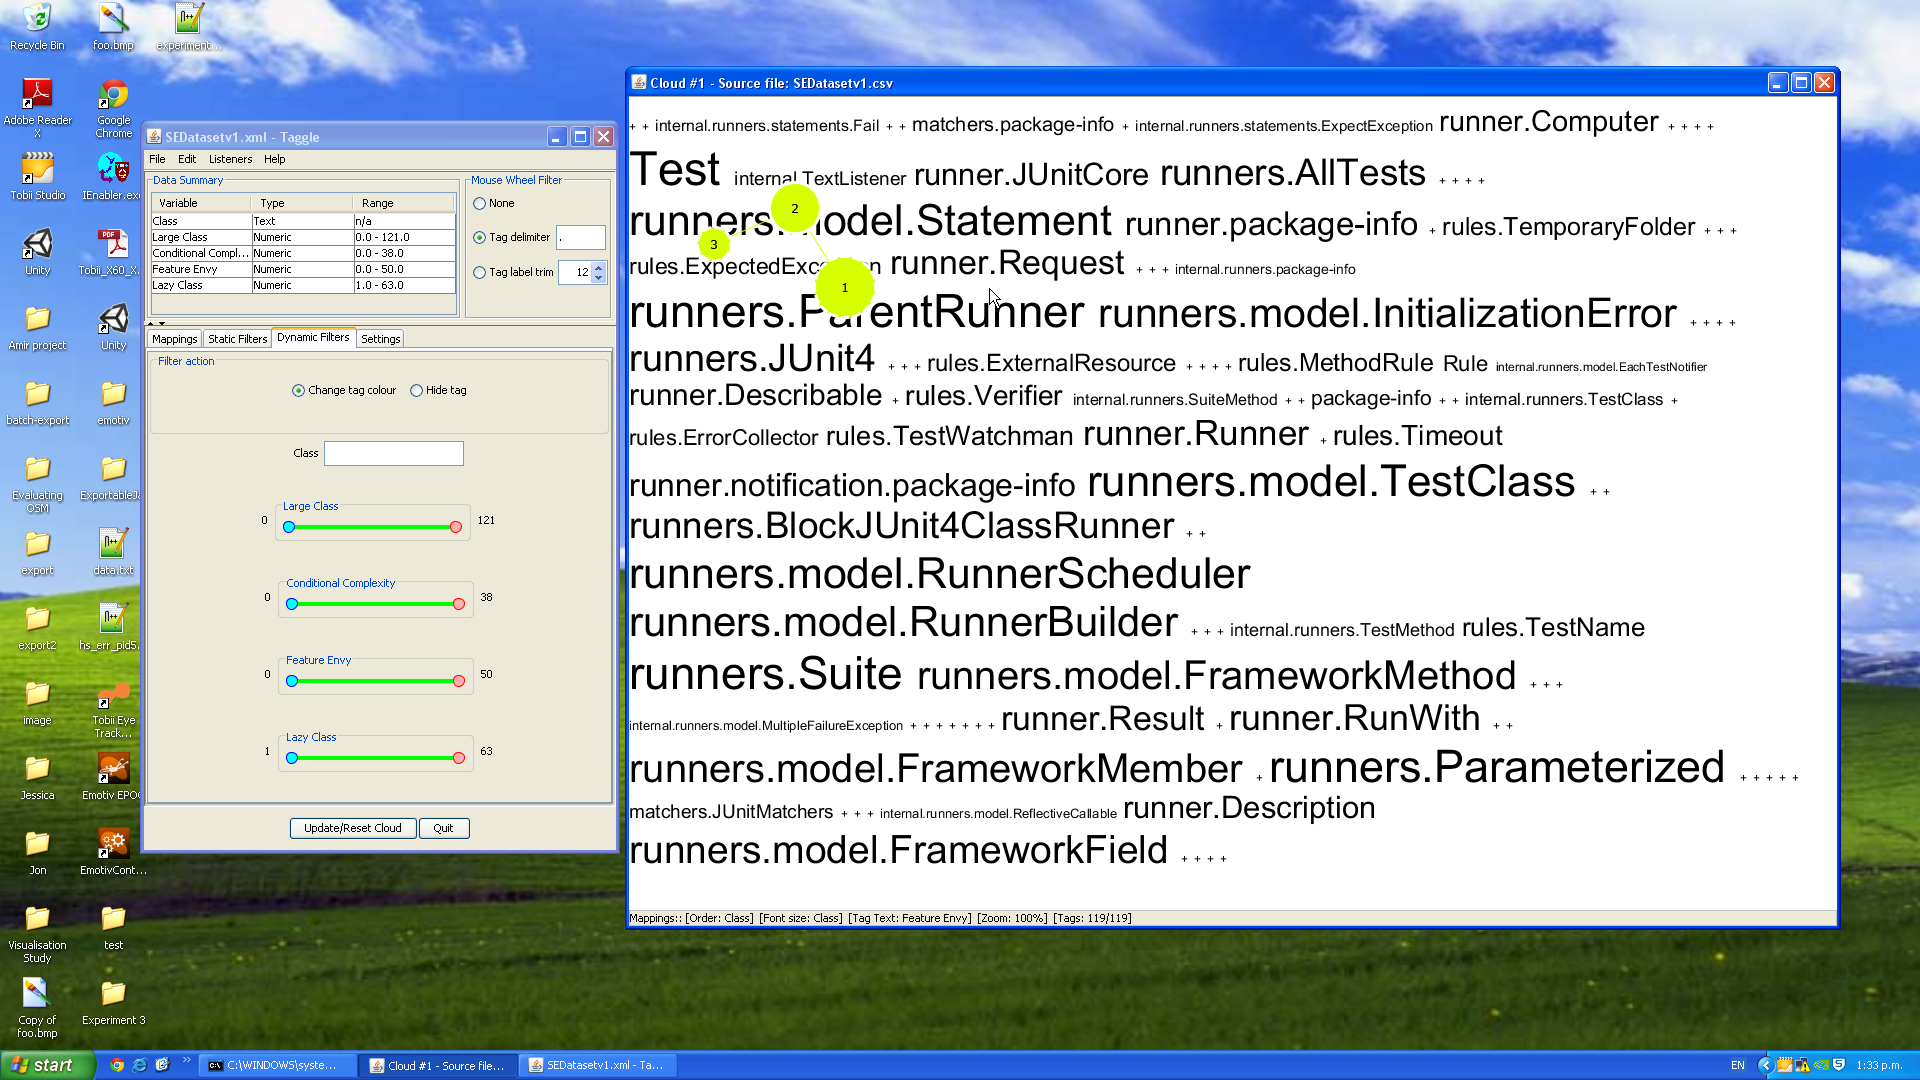 Recycle Bin
foo.bmp
experiment...
Adobe Reader X
Google Chrome
Tobii Studio
IEnabler.ex
Unity
Tobii_X60_X.
Amir project
Unity
batch-export
emotiv
Evaluating OSM
ExportableJa
export
data.txt
export2
hs_err_pid5.
image
Tobii Eye Track...
Jessica
Emotiv EPO
Jon
EmotivCont...
Visualisation Study
test
Copy of foo.bmp
Experiment 3
SEDatasetv1.xml - Taggle
File Edit Listeners Help
Data Summary
Variable Type Range
Class Text n/a
Large Class Numeric 0.0 - 121.0
Conditional Compl... Numeric 0.0 - 38.0
Feature Envy Numeric 0.0 - 50.0
Lazy Class Numeric 1.0 - 63.0
Mouse Wheel Filter
None
Tag delimiter .
Tag label trim 12
Mappings Static Filters Dynamic Filters Settings
Filter action
Change tag colour Hide tag
Class
Large Class
0 121
Conditional Complexity
0 38
Feature Envy
0 50
Lazy Class
1 63
Update/Reset Cloud Quit
Cloud #1 - Source file: SEDatasetv1.csv
+ + internal.runners.statements.Fail + + matchers.package-info + internal.runners.statements.ExpectException runner.Computer + + + +
Test internal.TextListener runner.JUnitCore runners.AllTests + + + +
runners.model.Statement runner.package-info + rules.TemporaryFolder + + +
rules.ExpectedException runner.Request + + + internal.runners.package-info
runners.ParentRunner runners.model.InitializationError + + + +
runners.JUnit4 + + + rules.ExternalResource + + + + rules.MethodRule Rule internal.runners.model.EachTestNotifier
runner.Describable + rules.Verifier internal.runners.SuiteMethod + + package-info + + internal.runners.TestClass +
rules.ErrorCollector rules.TestWatchman runner.Runner + rules.Timeout
runner.notification.package-info runners.model.TestClass + +
runners.BlockJUnit4ClassRunner + +
runners.model.RunnerScheduler
runners.model.RunnerBuilder + + + internal.runners.TestMethod rules.TestName
runners.Suite runners.model.FrameworkMethod + + +
internal.runners.model.MultipleFailureException + + + + + + + runner.Result + runner.RunWith + +
runners.model.FrameworkMember + runners.Parameterized + + + + +
matchers.JUnitMatchers + + + internal.runners.model.ReflectiveCallable runner.Description
runners.model.FrameworkField + + + +
2
3
1
Mappings:: [Order: Class] [Font size: Class] [Tag Text: Feature Envy] [Zoom: 100%] [Tags: 119/119]
start
C:\WINDOWS\syste...
Cloud #1 - Source file...
SEDatasetv1.xml - Ta...
EN
1:33 p.m.